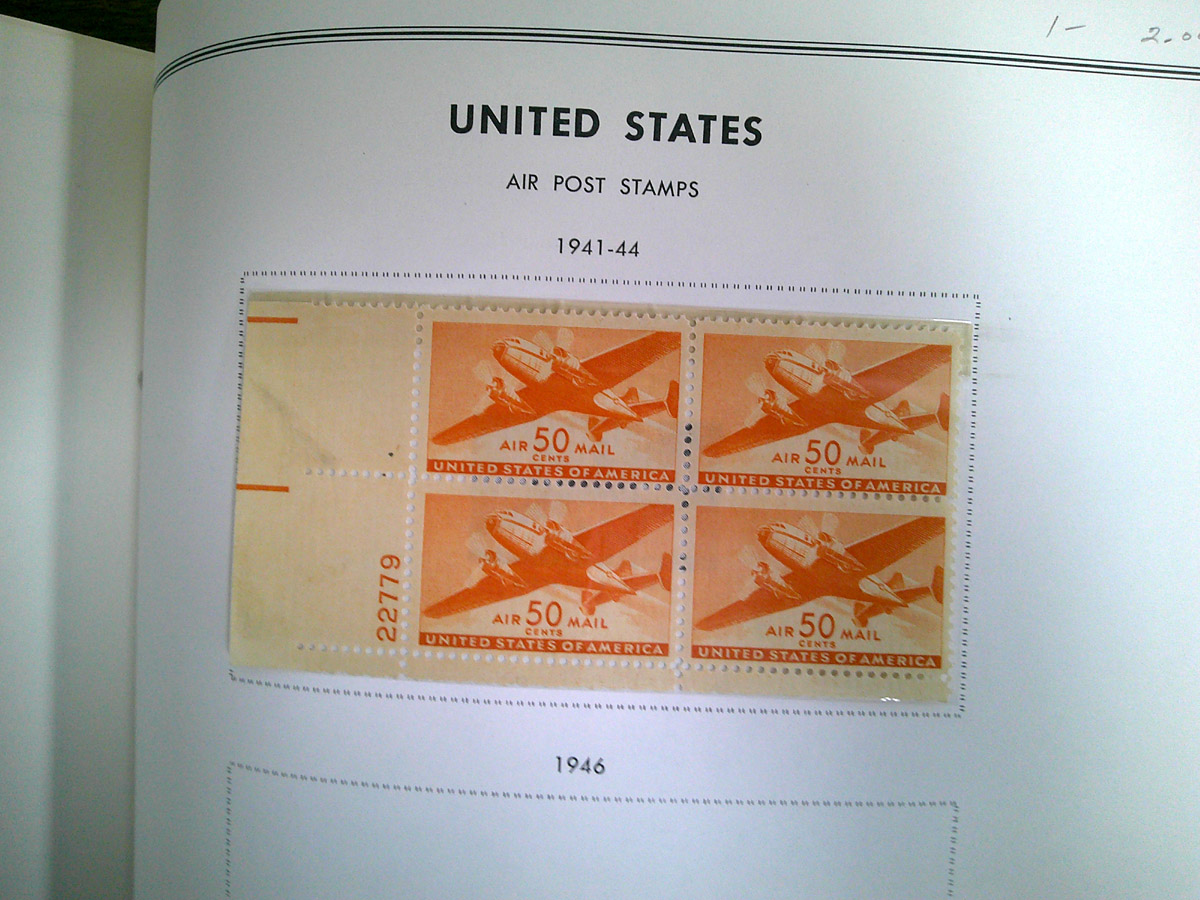 1- 2.00
UNITED STATES
AIR POST STAMPS
1941-44
AIR 50 MAIL
CENTS
UNITED STATES OF AMERICA
AIR 50 MAIL
CENTS
UNITED STATES OF AMERICA
AIR 50 MAIL
CENTS
UNITED STATES OF AMERICA
AIR 50 MAIL
CENTS
UNITED STATES OF AMERICA
22779
1946